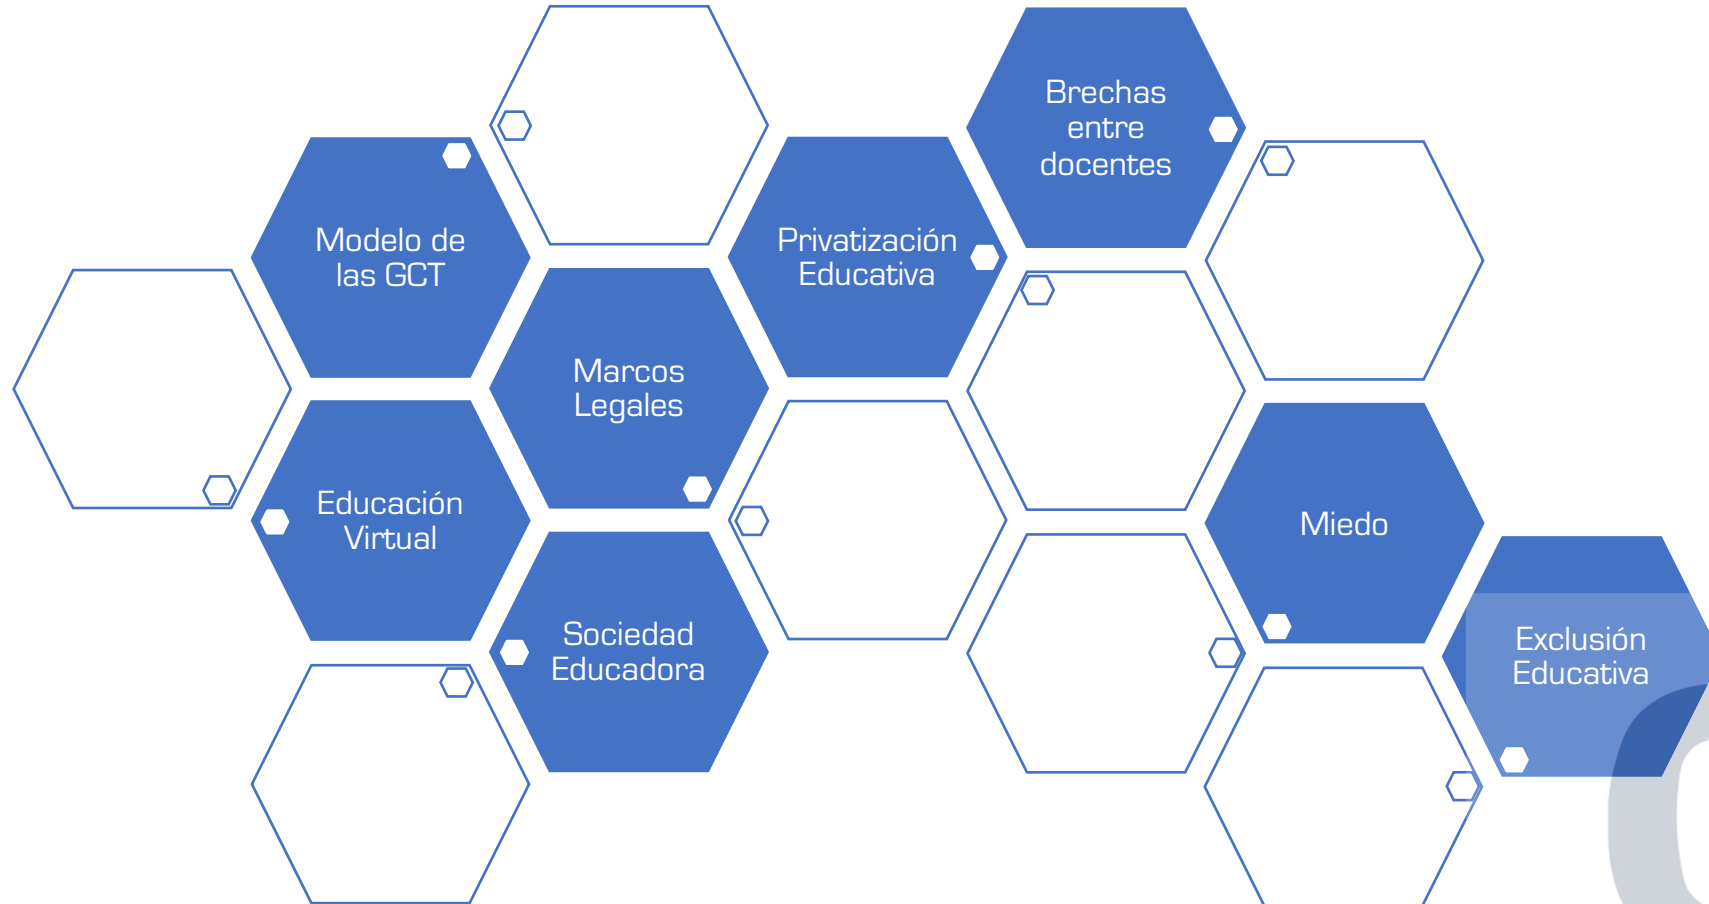 Brechas
entre
docentes
Modelo de
las GCT
Privatización
Educativa
Marcos
Legales
Educación
Virtual
Miedo
Sociedad
Educadora
Exclusión
Educativa